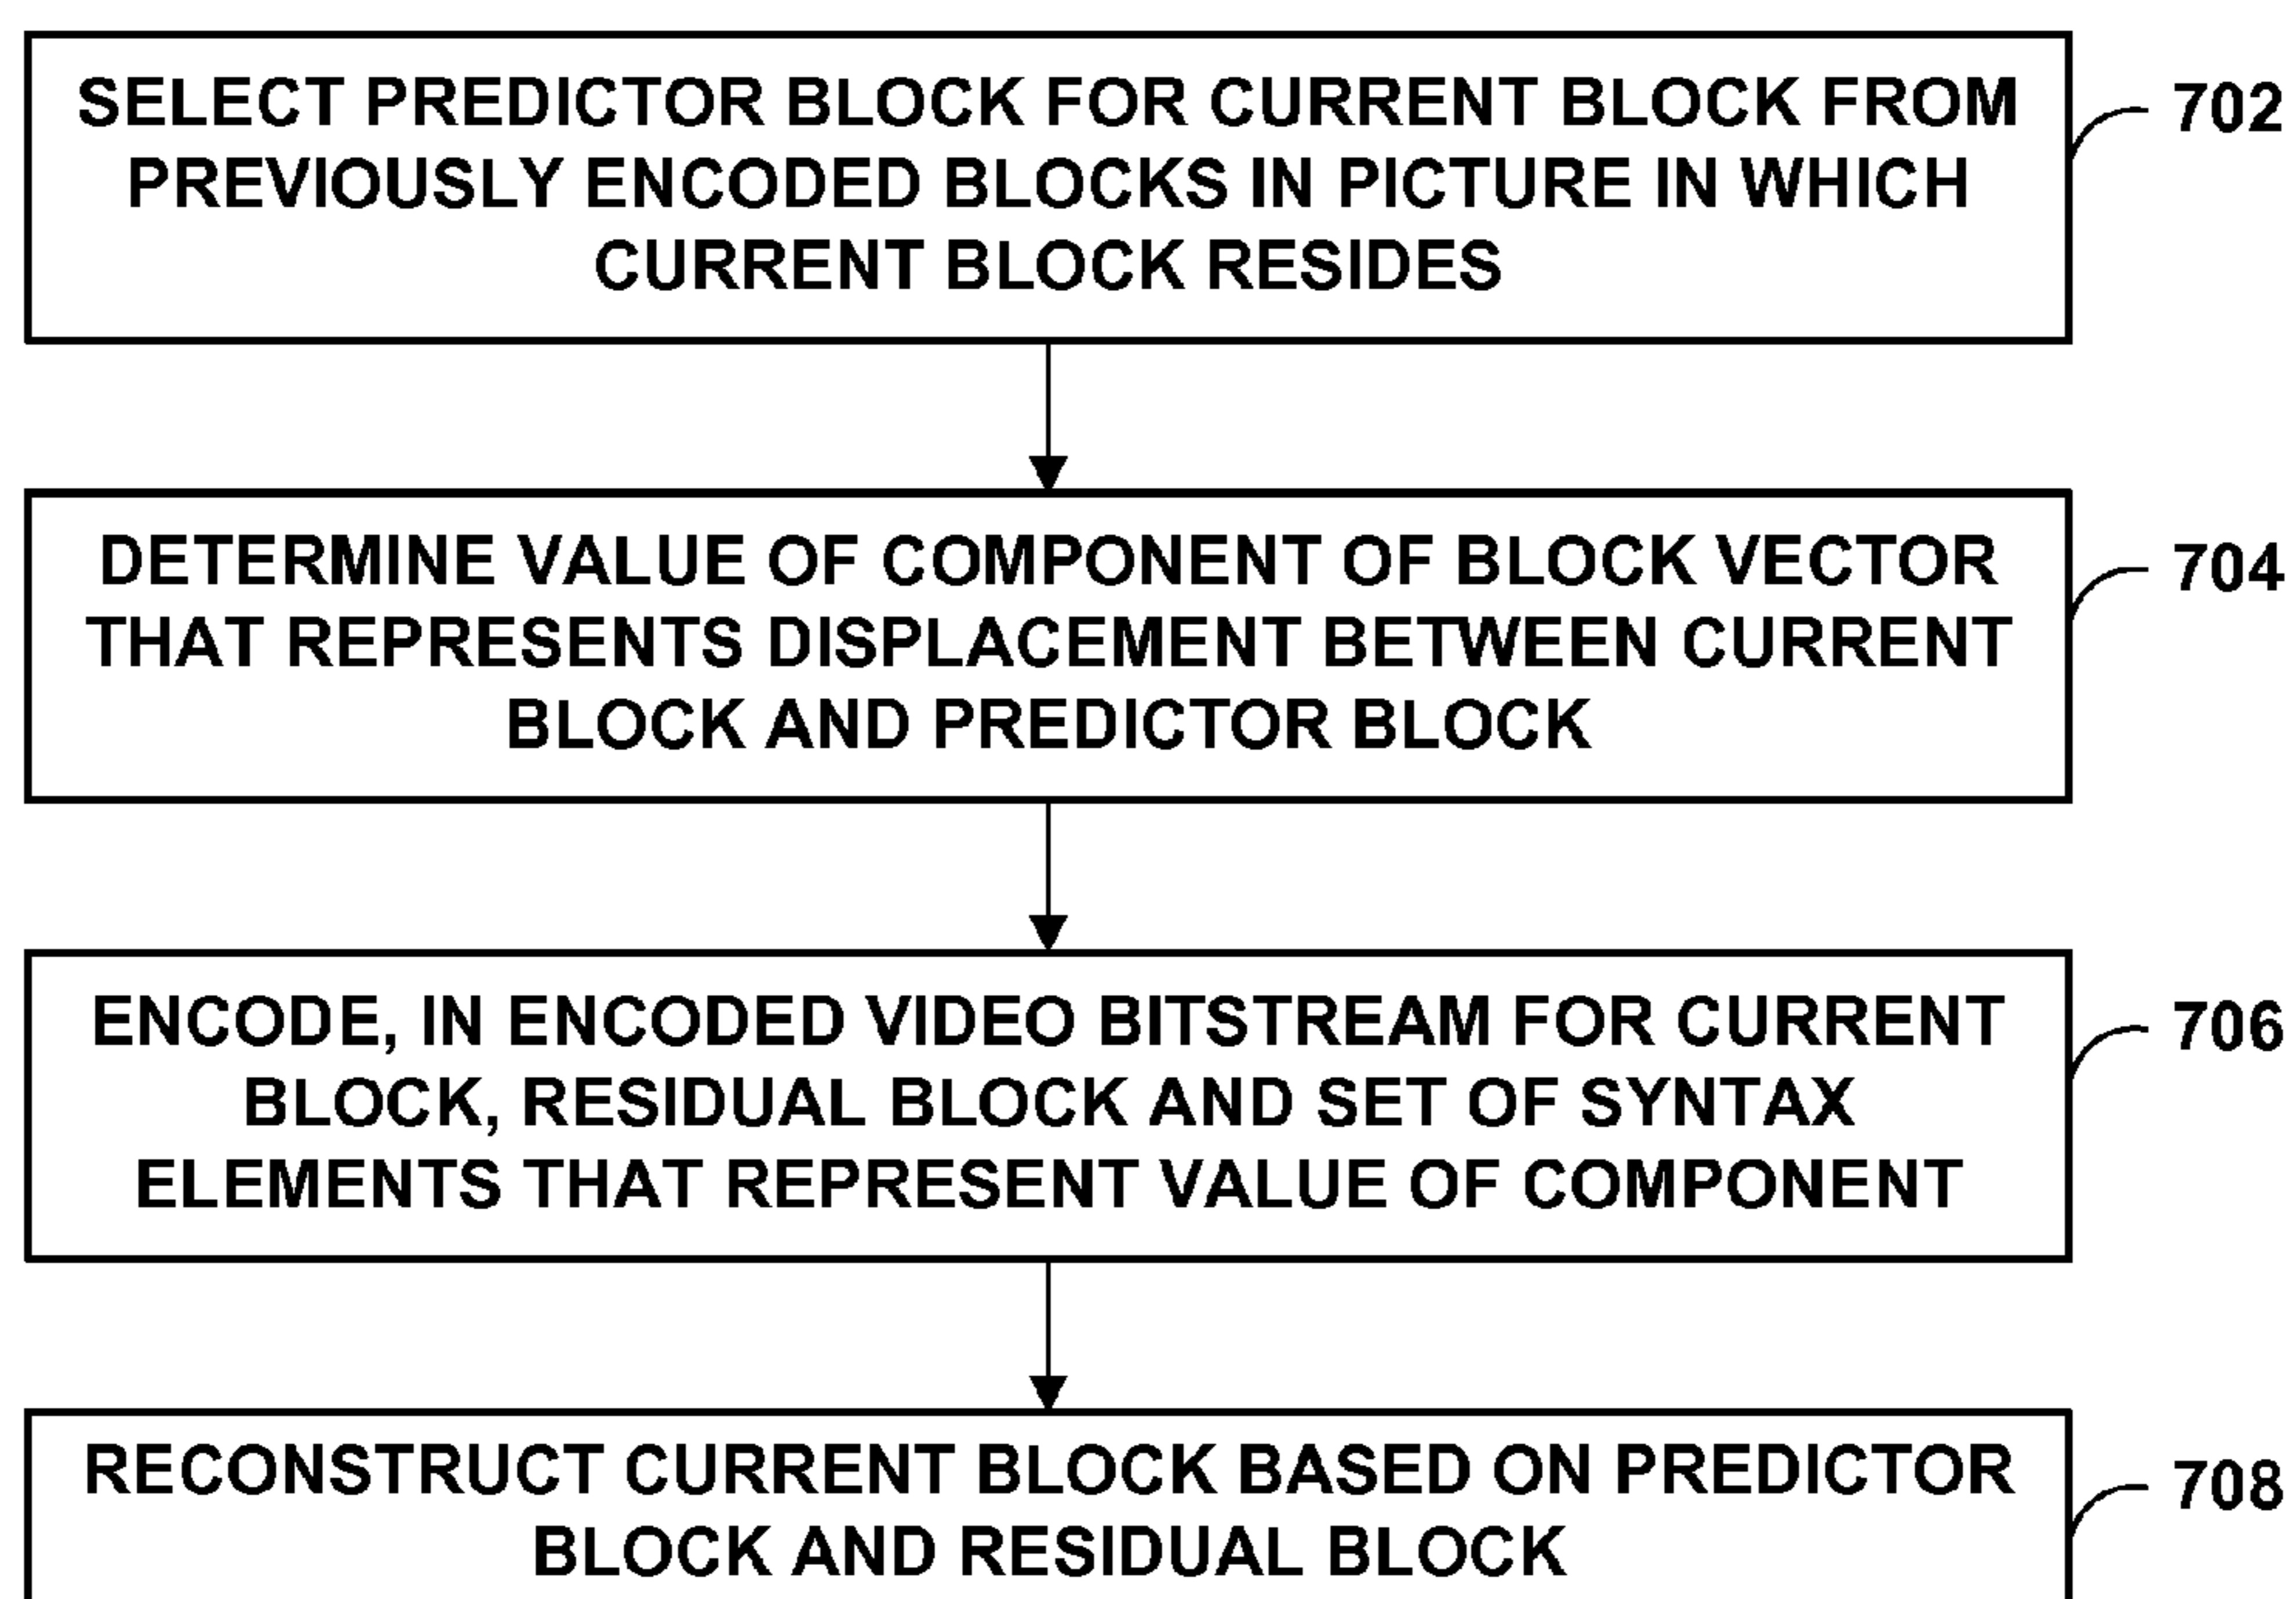 SELECT PREDICTOR BLOCK FOR CURRENT BLOCK FROM
PREVIOUSLY ENCODED BLOCKS IN PICTURE IN WHICH
CURRENT BLOCK RESIDES
702
DETERMINE VALUE OF COMPONENT OF BLOCK VECTOR
THAT REPRESENTS DISPLACEMENT BETWEEN CURRENT
BLOCK AND PREDICTOR BLOCK
704
ENCODE, IN ENCODED VIDEO BITSTREAM FOR CURRENT
BLOCK, RESIDUAL BLOCK AND SET OF SYNTAX
ELEMENTS THAT REPRESENT VALUE OF COMPONENT
706
RECONSTRUCT CURRENT BLOCK BASED ON PREDICTOR
BLOCK AND RESIDUAL BLOCK
708